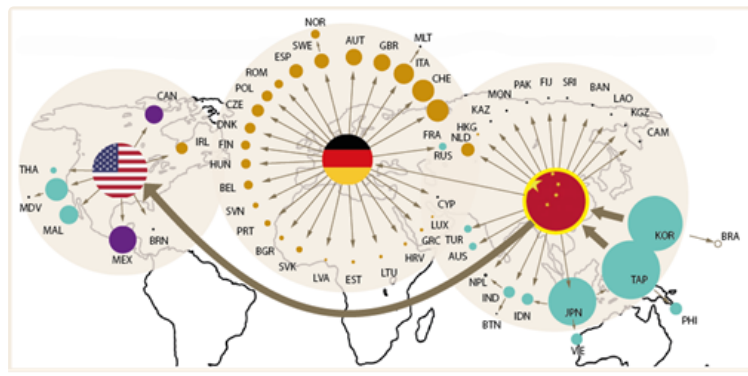 CAN
IRL
THA
MDV
MAL
MEX
BRN
NOR
SWE
ESP
ROM
POL
CZE
DNK
FIN
HUN
BEL
SVN
PRT
BGR
SVK
LVA
EST
LTU
HRV
GRC
LUX
CYP
AUT
GBR
MLT
ITA
CHE
FRA
RUS
NLD
HKG
KAZ
MON
PAK
FIJ
SRI
BAN
LAO
KGZ
CAM
TUR
AUS
NPL
IND
BTN
IDN
JPN
VIE
KOR
TAP
PHI
BRA